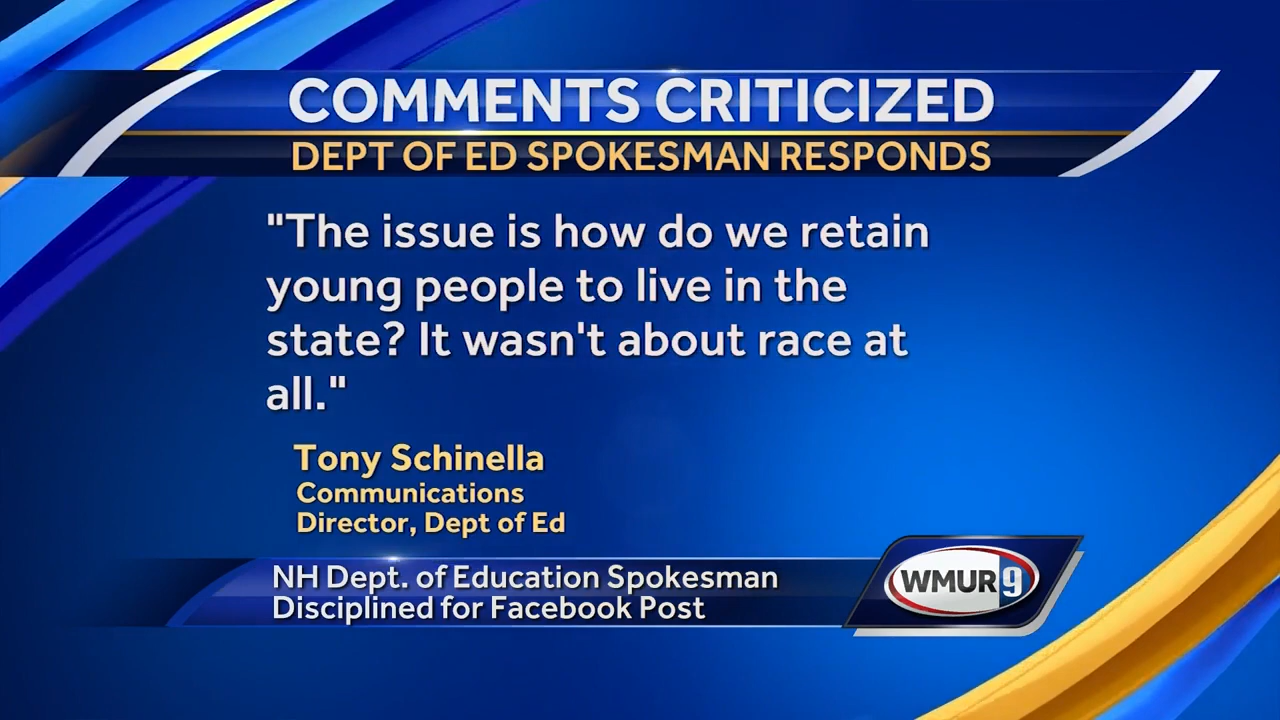 COMMENTS CRITICIZED
DEPT OF ED SPOKESMAN RESPONDS
"The issue is how do we retain
young people to live in the
state? It wasn't about race at
all."
Tony Schinella
Communications
Director, Dept of Ed
NH Dept. of Education Spokesman
Disciplined for Facebook Post
WMUR 9